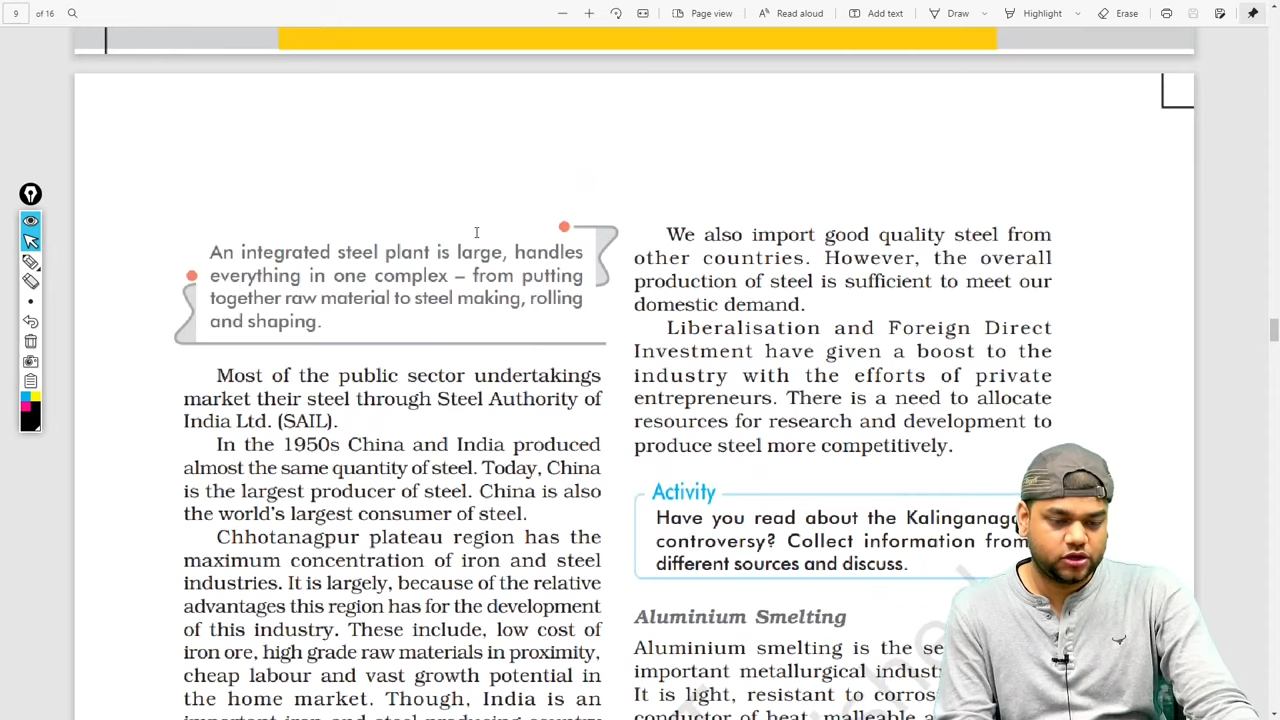 9 of 16
Page view
Read aloud
Add text
Draw
Highlight
Erase
An integrated steel plant is large, handles
everything in one complex – from putting
together raw material to steel making, rolling
and shaping.
Most of the public sector undertakings
market their steel through Steel Authority of
India Ltd. (SAIL).
In the 1950s China and India produced
almost the same quantity of steel. Today, China
is the largest producer of steel. China is also
the world's largest consumer of steel.
Chhotanagpur plateau region has the
maximum concentration of iron and steel
industries. It is largely, because of the relative
advantages this region has for the development
of this industry. These include, low cost of
iron ore, high grade raw materials in proximity,
cheap labour and vast growth potential in
the home market. Though, India is an
important iron and steel producing country
We also import good quality steel from
other countries. However, the overall
production of steel is sufficient to meet our
domestic demand.
Liberalisation and Foreign Direct
Investment have given a boost to the
industry with the efforts of private
entrepreneurs. There is a need to allocate
resources for research and development to
produce steel more competitively.
Activity
Have you read about the
controversy? Collect information from
different sources and discuss.
Aluminium Smelting
Aluminium smelting is the
important metallurgical
It is light, resistant to
conductor of heat, malleable